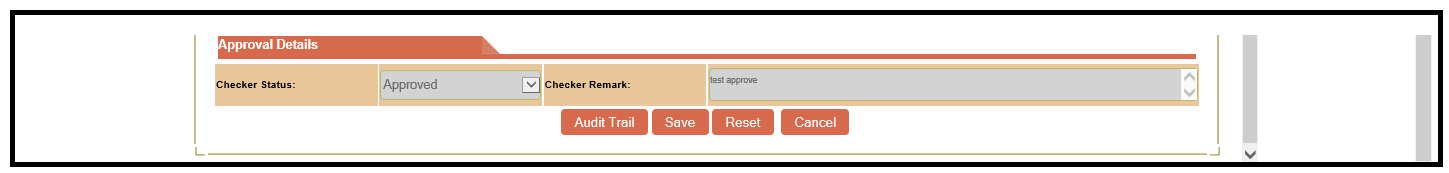 Approval Details
Checker Status: Approved Checker Remark: test approve
Audit Trail Save Reset Cancel